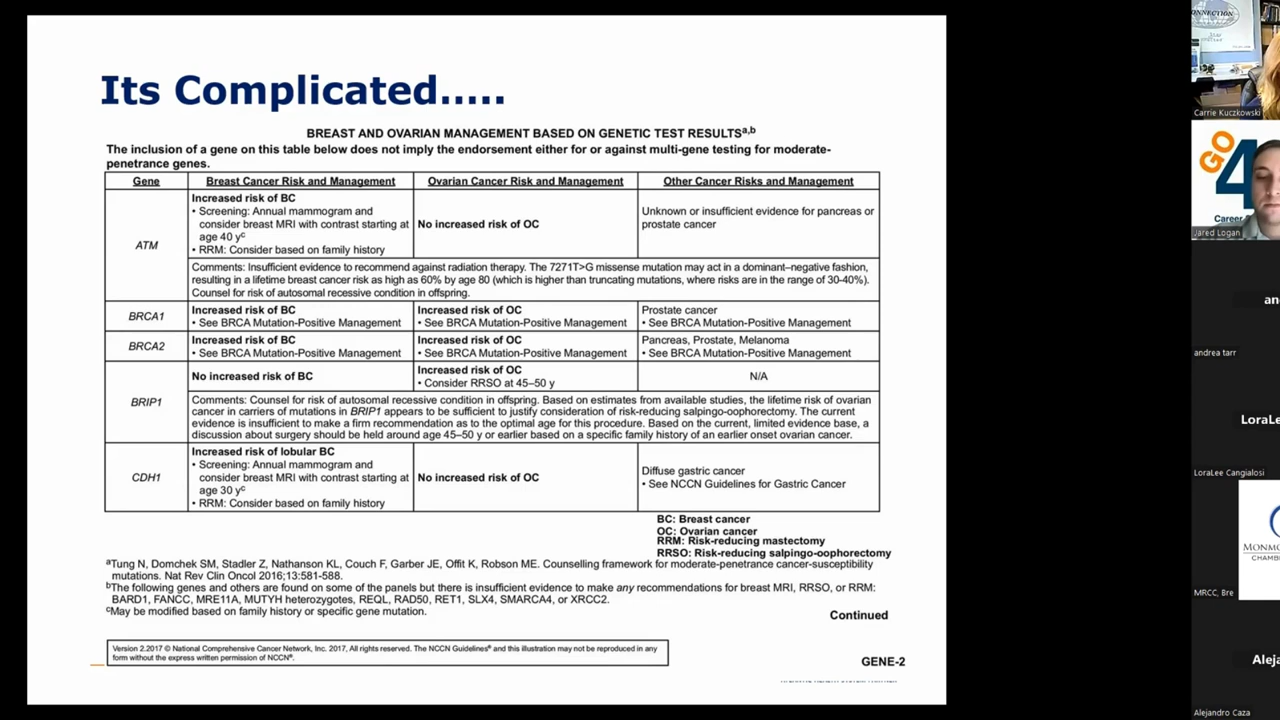 Its Complicated.....
BREAST AND OVARIAN MANAGEMENT BASED ON GENETIC TEST RESULTSa,b
The inclusion of a gene on this table below does not imply the endorsement either for or against multi-gene testing for moderate-
penetrance genes.
Gene
Breast Cancer Risk and Management
Ovarian Cancer Risk and Management
Other Cancer Risks and Management
ATM
Increased risk of BC
• Screening: Annual mammogram and
consider breast MRI with contrast starting at
age 40 yc
• RRM: Consider based on family history
No increased risk of OC
Unknown or insufficient evidence for pancreas or
prostate cancer
Comments: Insufficient evidence to recommend against radiation therapy. The 7271T>G missense mutation may act in a dominant–negative fashion,
resulting in a lifetime breast cancer risk as high as 60% by age 80 (which is higher than truncating mutations, where risks are in the range of 30-40%).
Counsel for risk of autosomal recessive condition in offspring.
BRCA1
Increased risk of BC
• See BRCA Mutation-Positive Management
Increased risk of OC
• See BRCA Mutation-Positive Management
Prostate cancer
• See BRCA Mutation-Positive Management
BRCA2
Increased risk of BC
• See BRCA Mutation-Positive Management
Increased risk of OC
• See BRCA Mutation-Positive Management
Pancreas, Prostate, Melanoma
• See BRCA Mutation-Positive Management
BRIP1
No increased risk of BC
Increased risk of OC
• Consider RRSO at 45–50 y
N/A
Comments: Counsel for risk of autosomal recessive condition in offspring. Based on estimates from available studies, the lifetime risk of ovarian
cancer in carriers of mutations in BRIP1 appears to be sufficient to justify consideration of risk-reducing salpingo-oophorectomy. The current
evidence is insufficient to make a firm recommendation as to the optimal age for this procedure. Based on the current, limited evidence base, a
discussion about surgery should be held around age 45–50 y or earlier based on a specific family history of an earlier onset ovarian cancer.
CDH1
Increased risk of lobular BC
• Screening: Annual mammogram and
consider breast MRI with contrast starting at
age 30 yc
• RRM: Consider based on family history
No increased risk of OC
Diffuse gastric cancer
• See NCCN Guidelines for Gastric Cancer
BC: Breast cancer
OC: Ovarian cancer
RRM: Risk-reducing mastectomy
RRSO: Risk-reducing salpingo-oophorectomy
aTung N, Domchek SM, Stadler Z, Nathanson KL, Couch F, Garber JE, Offit K, Robson ME. Counselling framework for moderate-penetrance cancer-susceptibility
mutations. Nat Rev Clin Oncol 2016;13:581-588.
bThe following genes and others are found on some of the panels but there is insufficient evidence to make any recommendations for breast MRI, RRSO, or RRM:
BARD1, FANCC, MRE11A, MUTYH heterozygotes, REQL, RAD50, RET1, SLX4, SMARCA4, or XRCC2.
cMay be modified based on family history or specific gene mutation.
Continued
Version 2.2017 © National Comprehensive Cancer Network, Inc. 2017, All rights reserved. The NCCN Guidelines® and this illustration may not be reproduced in any
form without the express written permission of NCCN®.
GENE-2
CONNECTION
Carrie Kuczkowski
GO
4
Career
Jared Logan
an
andrea tarr
LoraLe
LoraLee Cangialosi
MONM
CHAMB
MRCC, Bre
Aleja
Alejandro Caza